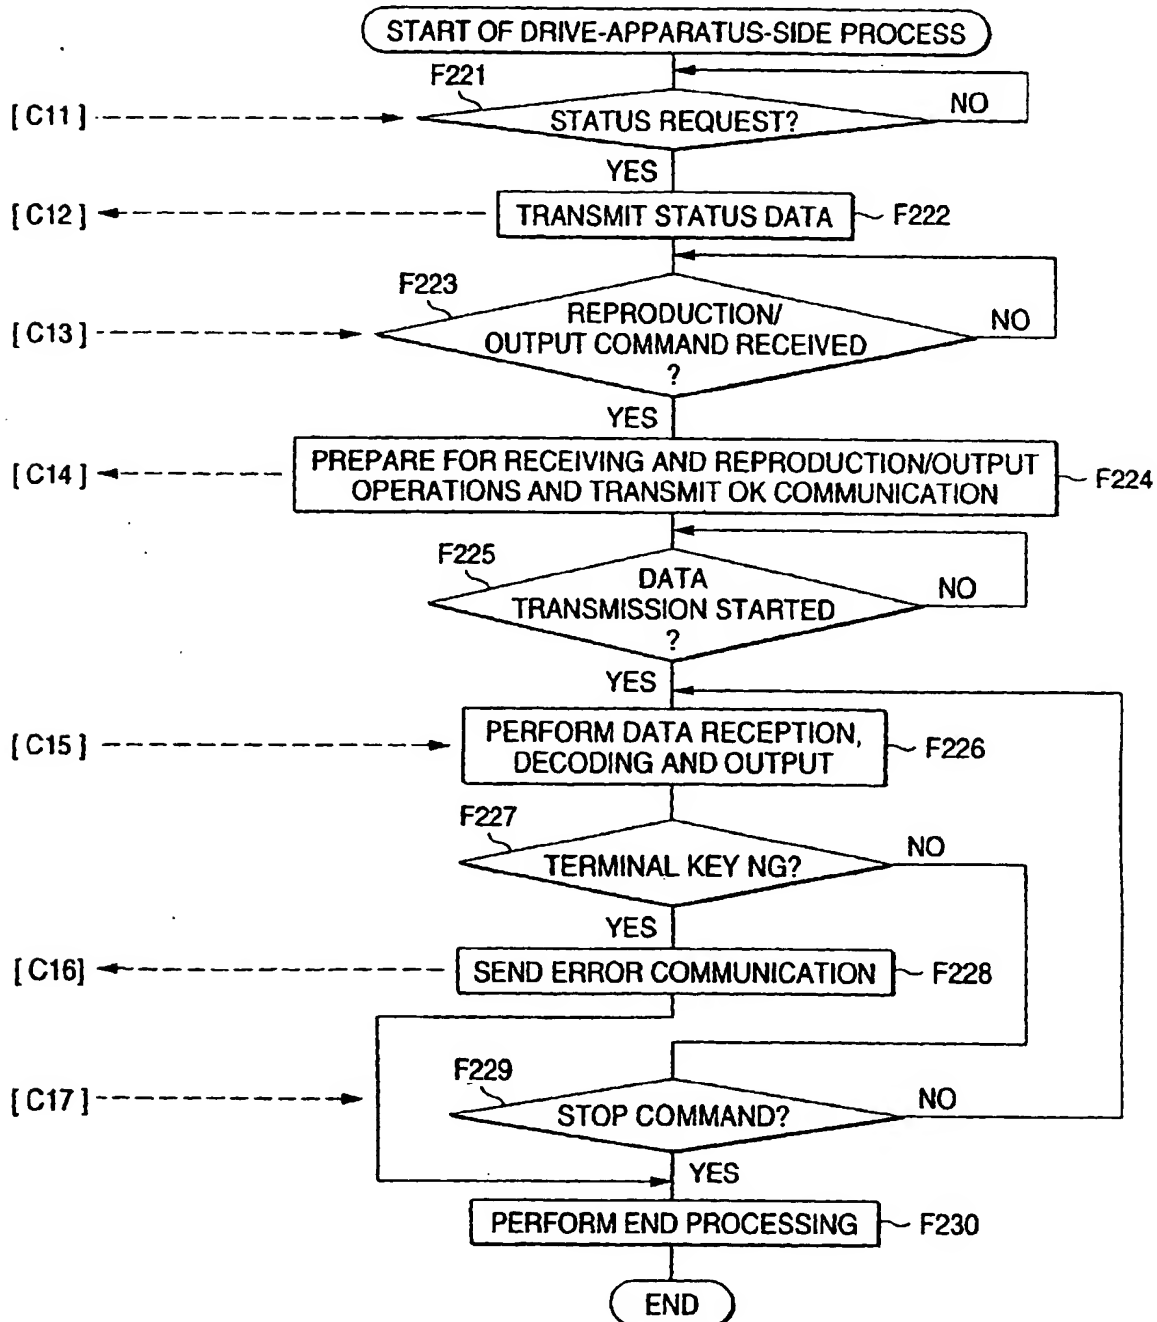 START OF DRIVE-APPARATUS-SIDE PROCESS
F221
NO
[C11]
STATUS REQUEST?
YES
[C12]
TRANSMIT STATUS DATA
F222
F223
[C13]
REPRODUCTION/
OUTPUT COMMAND RECEIVED
?
NO
YES
[C14]
PREPARE FOR RECEIVING AND REPRODUCTION/OUTPUT
OPERATIONS AND TRANSMIT OK COMMUNICATION
F224
F225
DATA
TRANSMISSION STARTED
?
NO
YES
[C15]
PERFORM DATA RECEPTION,
DECODING AND OUTPUT
F226
F227
NO
TERMINAL KEY NG?
YES
[C16]
SEND ERROR COMMUNICATION
F228
F229
[C17]
STOP COMMAND?
NO
YES
PERFORM END PROCESSING
F230
END